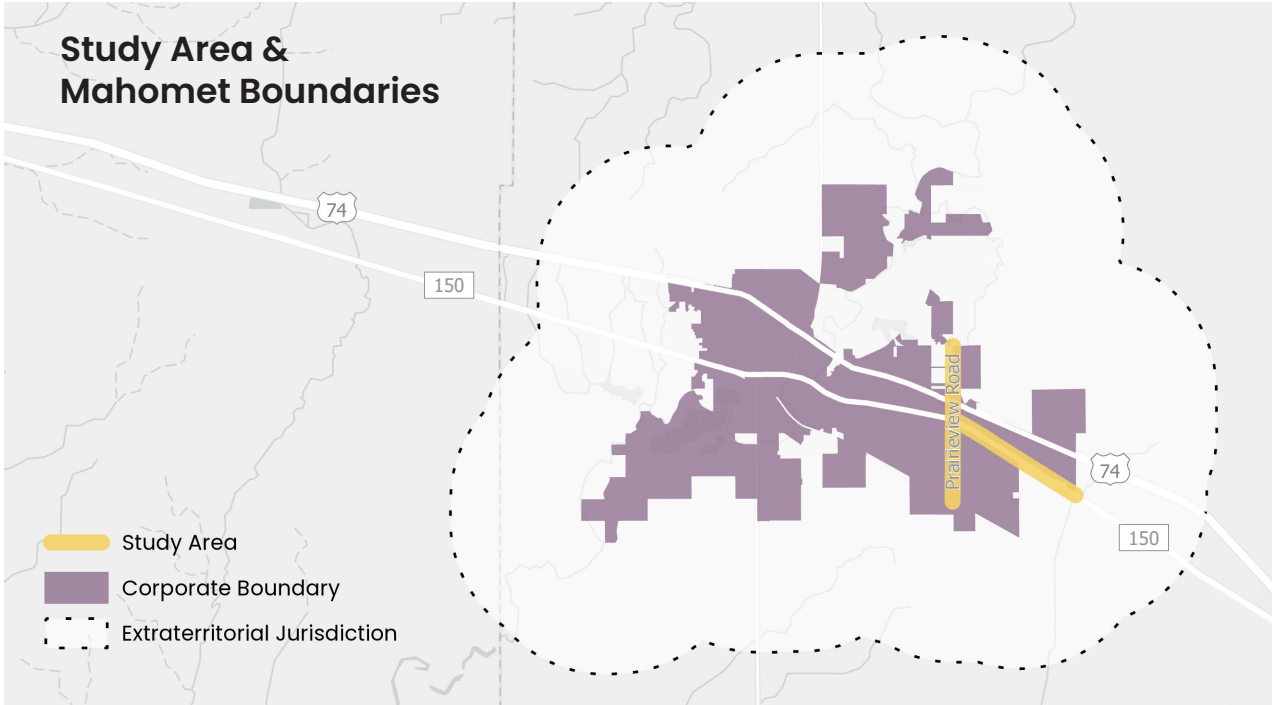 Study Area &
Mahomet Boundaries
74
150
Prairieview Road
74
150
Study Area
Corporate Boundary
Extraterritorial Jurisdiction